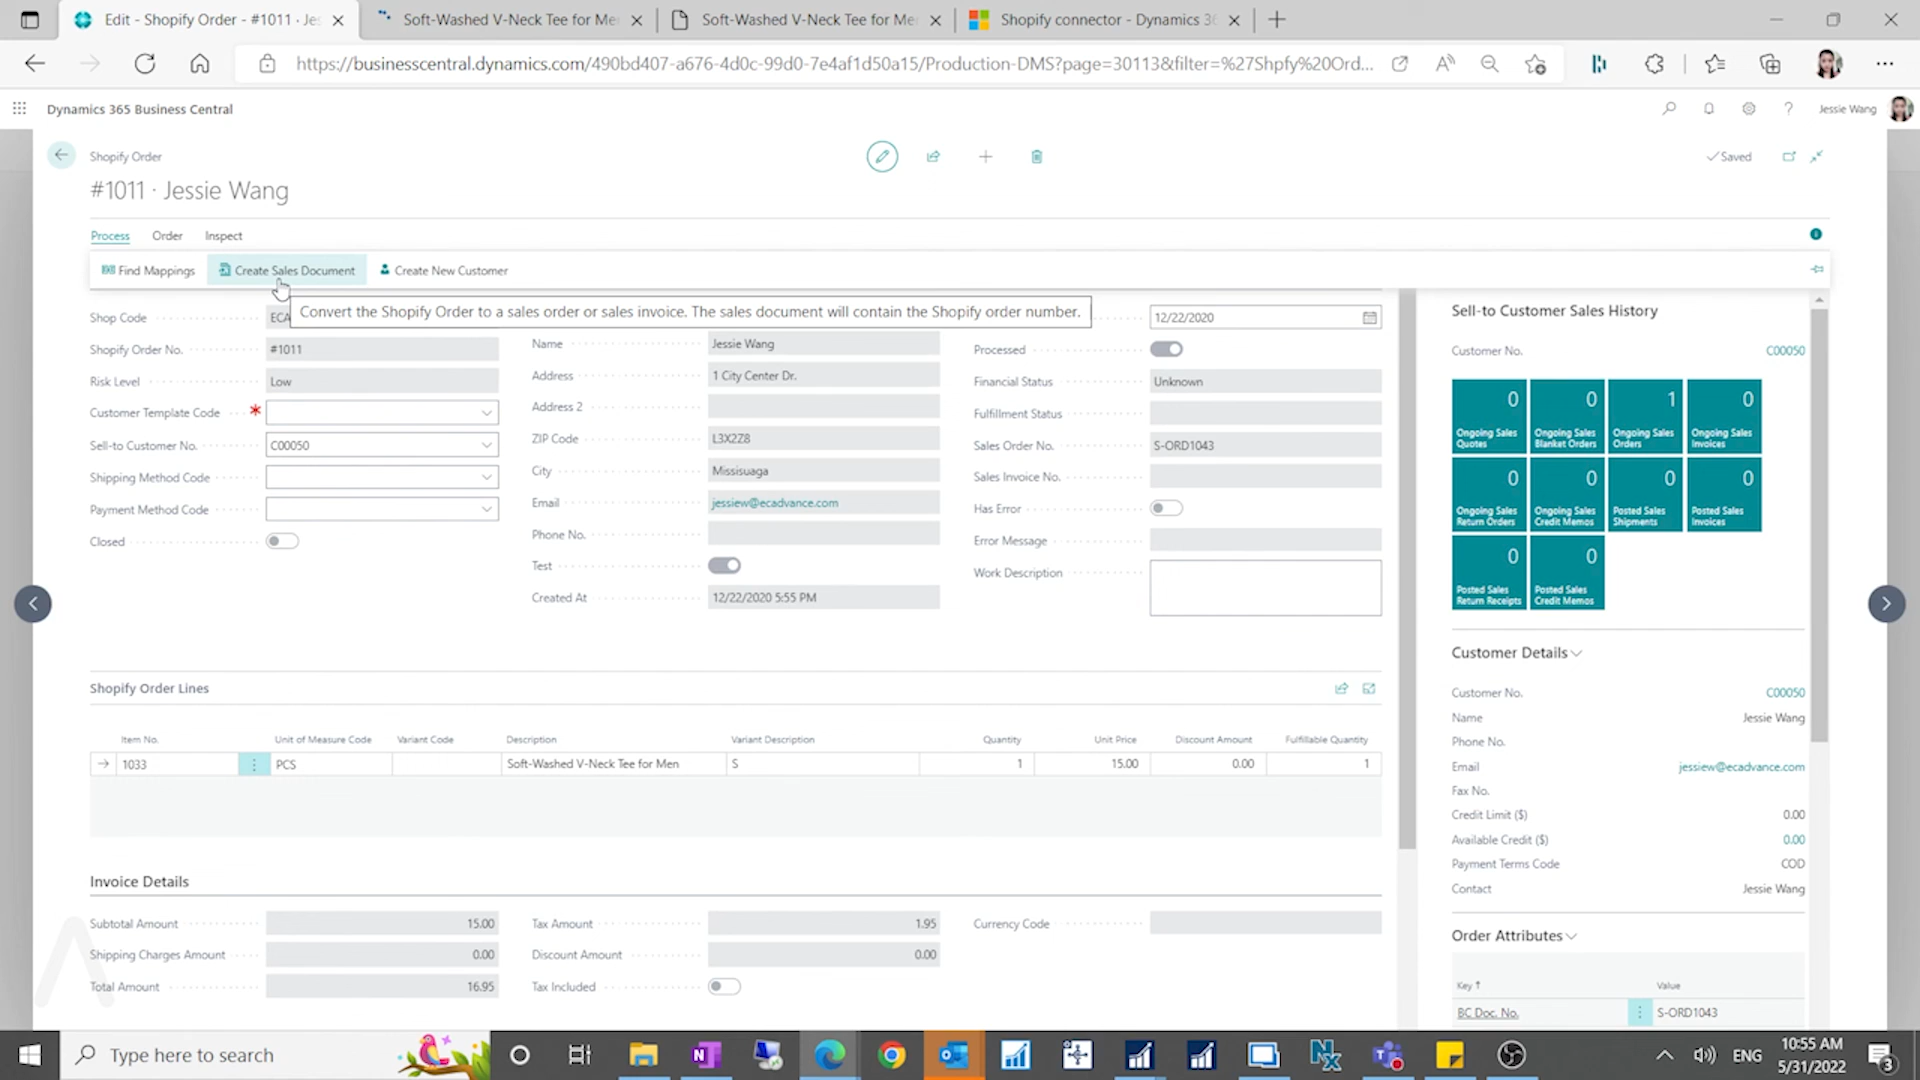 Edit - Shopify Order - #1011 · Jes
Soft-Washed V-Neck Tee for Me
Soft-Washed V-Neck Tee for Me
Shopify connector - Dynamics 36
https://businesscentral.dynamics.com/490bd407-a676-4d0c-99d0-7e4af1d50a15/Production-DMS?page=30113&filter=%27Shpfy%20Ord...
Dynamics 365 Business Central
Jessie Wang
Shopify Order
Saved
#1011 · Jessie Wang
Process Order Inspect
Find Mappings Create Sales Document Create New Customer
Convert the Shopify Order to a sales order or sales invoice. The sales document will contain the Shopify order number.
Shop Code ECA
Shopify Order No. #1011
Risk Level Low
Customer Template Code *
Sell-to Customer No. C00050
Shipping Method Code
Payment Method Code
Closed
Name Jessie Wang
Address 1 City Center Dr.
Address 2
ZIP Code L3X2Z8
City Missisuaga
Email jessiew@ecadvance.com
Phone No.
Test
Created At 12/22/2020 5:55 PM
12/22/2020
Processed
Financial Status Unknown
Fulfillment Status
Sales Order No. S-ORD1043
Sales Invoice No.
Has Error
Error Message
Work Description
Shopify Order Lines
Item No. Unit of Measure Code Variant Code Description Variant Description Quantity Unit Price Discount Amount Fulfillable Quantity
1033 PCS Soft-Washed V-Neck Tee for Men S 1 15.00 0.00 1
Invoice Details
Subtotal Amount 15.00
Shipping Charges Amount 0.00
Total Amount 16.95
Tax Amount 1.95
Discount Amount 0.00
Tax Included
Currency Code
Sell-to Customer Sales History
Customer No. C00050
0 Ongoing Sales Quotes
0 Ongoing Sales Blanket Orders
1 Ongoing Sales Orders
0 Ongoing Sales Invoices
0 Ongoing Sales Return Orders
0 Ongoing Sales Credit Memos
0 Posted Sales Shipments
0 Posted Sales Invoices
0 Posted Sales Return Receipts
0 Posted Sales Credit Memos
Customer Details
Customer No. C00050
Name Jessie Wang
Phone No.
Email jessiew@ecadvance.com
Fax No.
Credit Limit ($) 0.00
Available Credit ($) 0.00
Payment Terms Code COD
Contact Jessie Wang
Order Attributes
Key ↑ Value
BC Doc. No. S-ORD1043
Type here to search
ENG
10:55 AM
5/31/2022
3